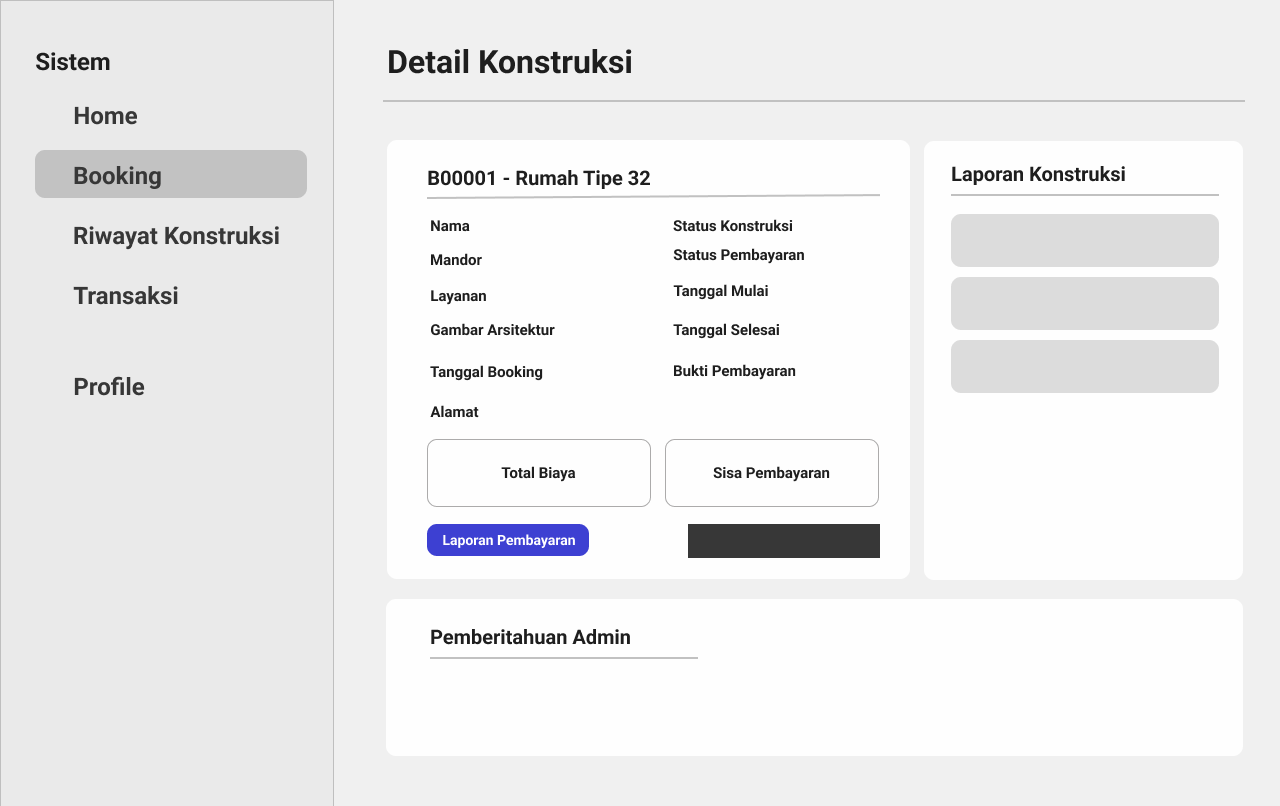 Sistem
Home
Booking
Riwayat Konstruksi
Transaksi
Profile
Detail Konstruksi
B00001 - Rumah Tipe 32
Nama
Mandor
Layanan
Gambar Arsitektur
Tanggal Booking
Alamat
Status Konstruksi
Status Pembayaran
Tanggal Mulai
Tanggal Selesai
Bukti Pembayaran
Total Biaya
Sisa Pembayaran
Laporan Pembayaran
Laporan Konstruksi
Pemberitahuan Admin